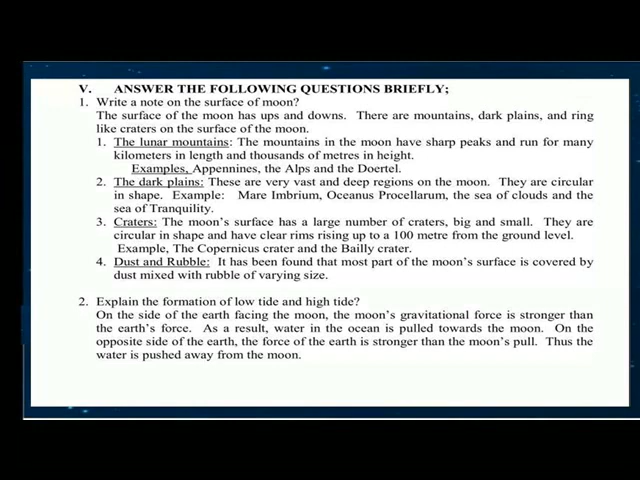 V. ANSWER THE FOLLOWING QUESTIONS BRIEFLY;
1. Write a note on the surface of moon?
The surface of the moon has ups and downs. There are mountains, dark plains, and ring
like craters on the surface of the moon.
1. The lunar mountains: The mountains in the moon have sharp peaks and run for many
kilometers in length and thousands of metres in height.
Examples, Appennines, the Alps and the Doertel.
2. The dark plains: These are very vast and deep regions on the moon. They are circular
in shape. Example: Mare Imbrium, Oceanus Procellarum, the sea of clouds and the
sea of Tranquility.
3. Craters: The moon's surface has a large number of craters, big and small. They are
circular in shape and have clear rims rising up to a 100 metre from the ground level.
Example, The Copernicus crater and the Bailly crater.
4. Dust and Rubble: It has been found that most part of the moon's surface is covered by
dust mixed with rubble of varying size.
2. Explain the formation of low tide and high tide?
On the side of the earth facing the moon, the moon's gravitational force is stronger than
the earth's force. As a result, water in the ocean is pulled towards the moon. On the
opposite side of the earth, the force of the earth is stronger than the moon's pull. Thus the
water is pushed away from the moon.